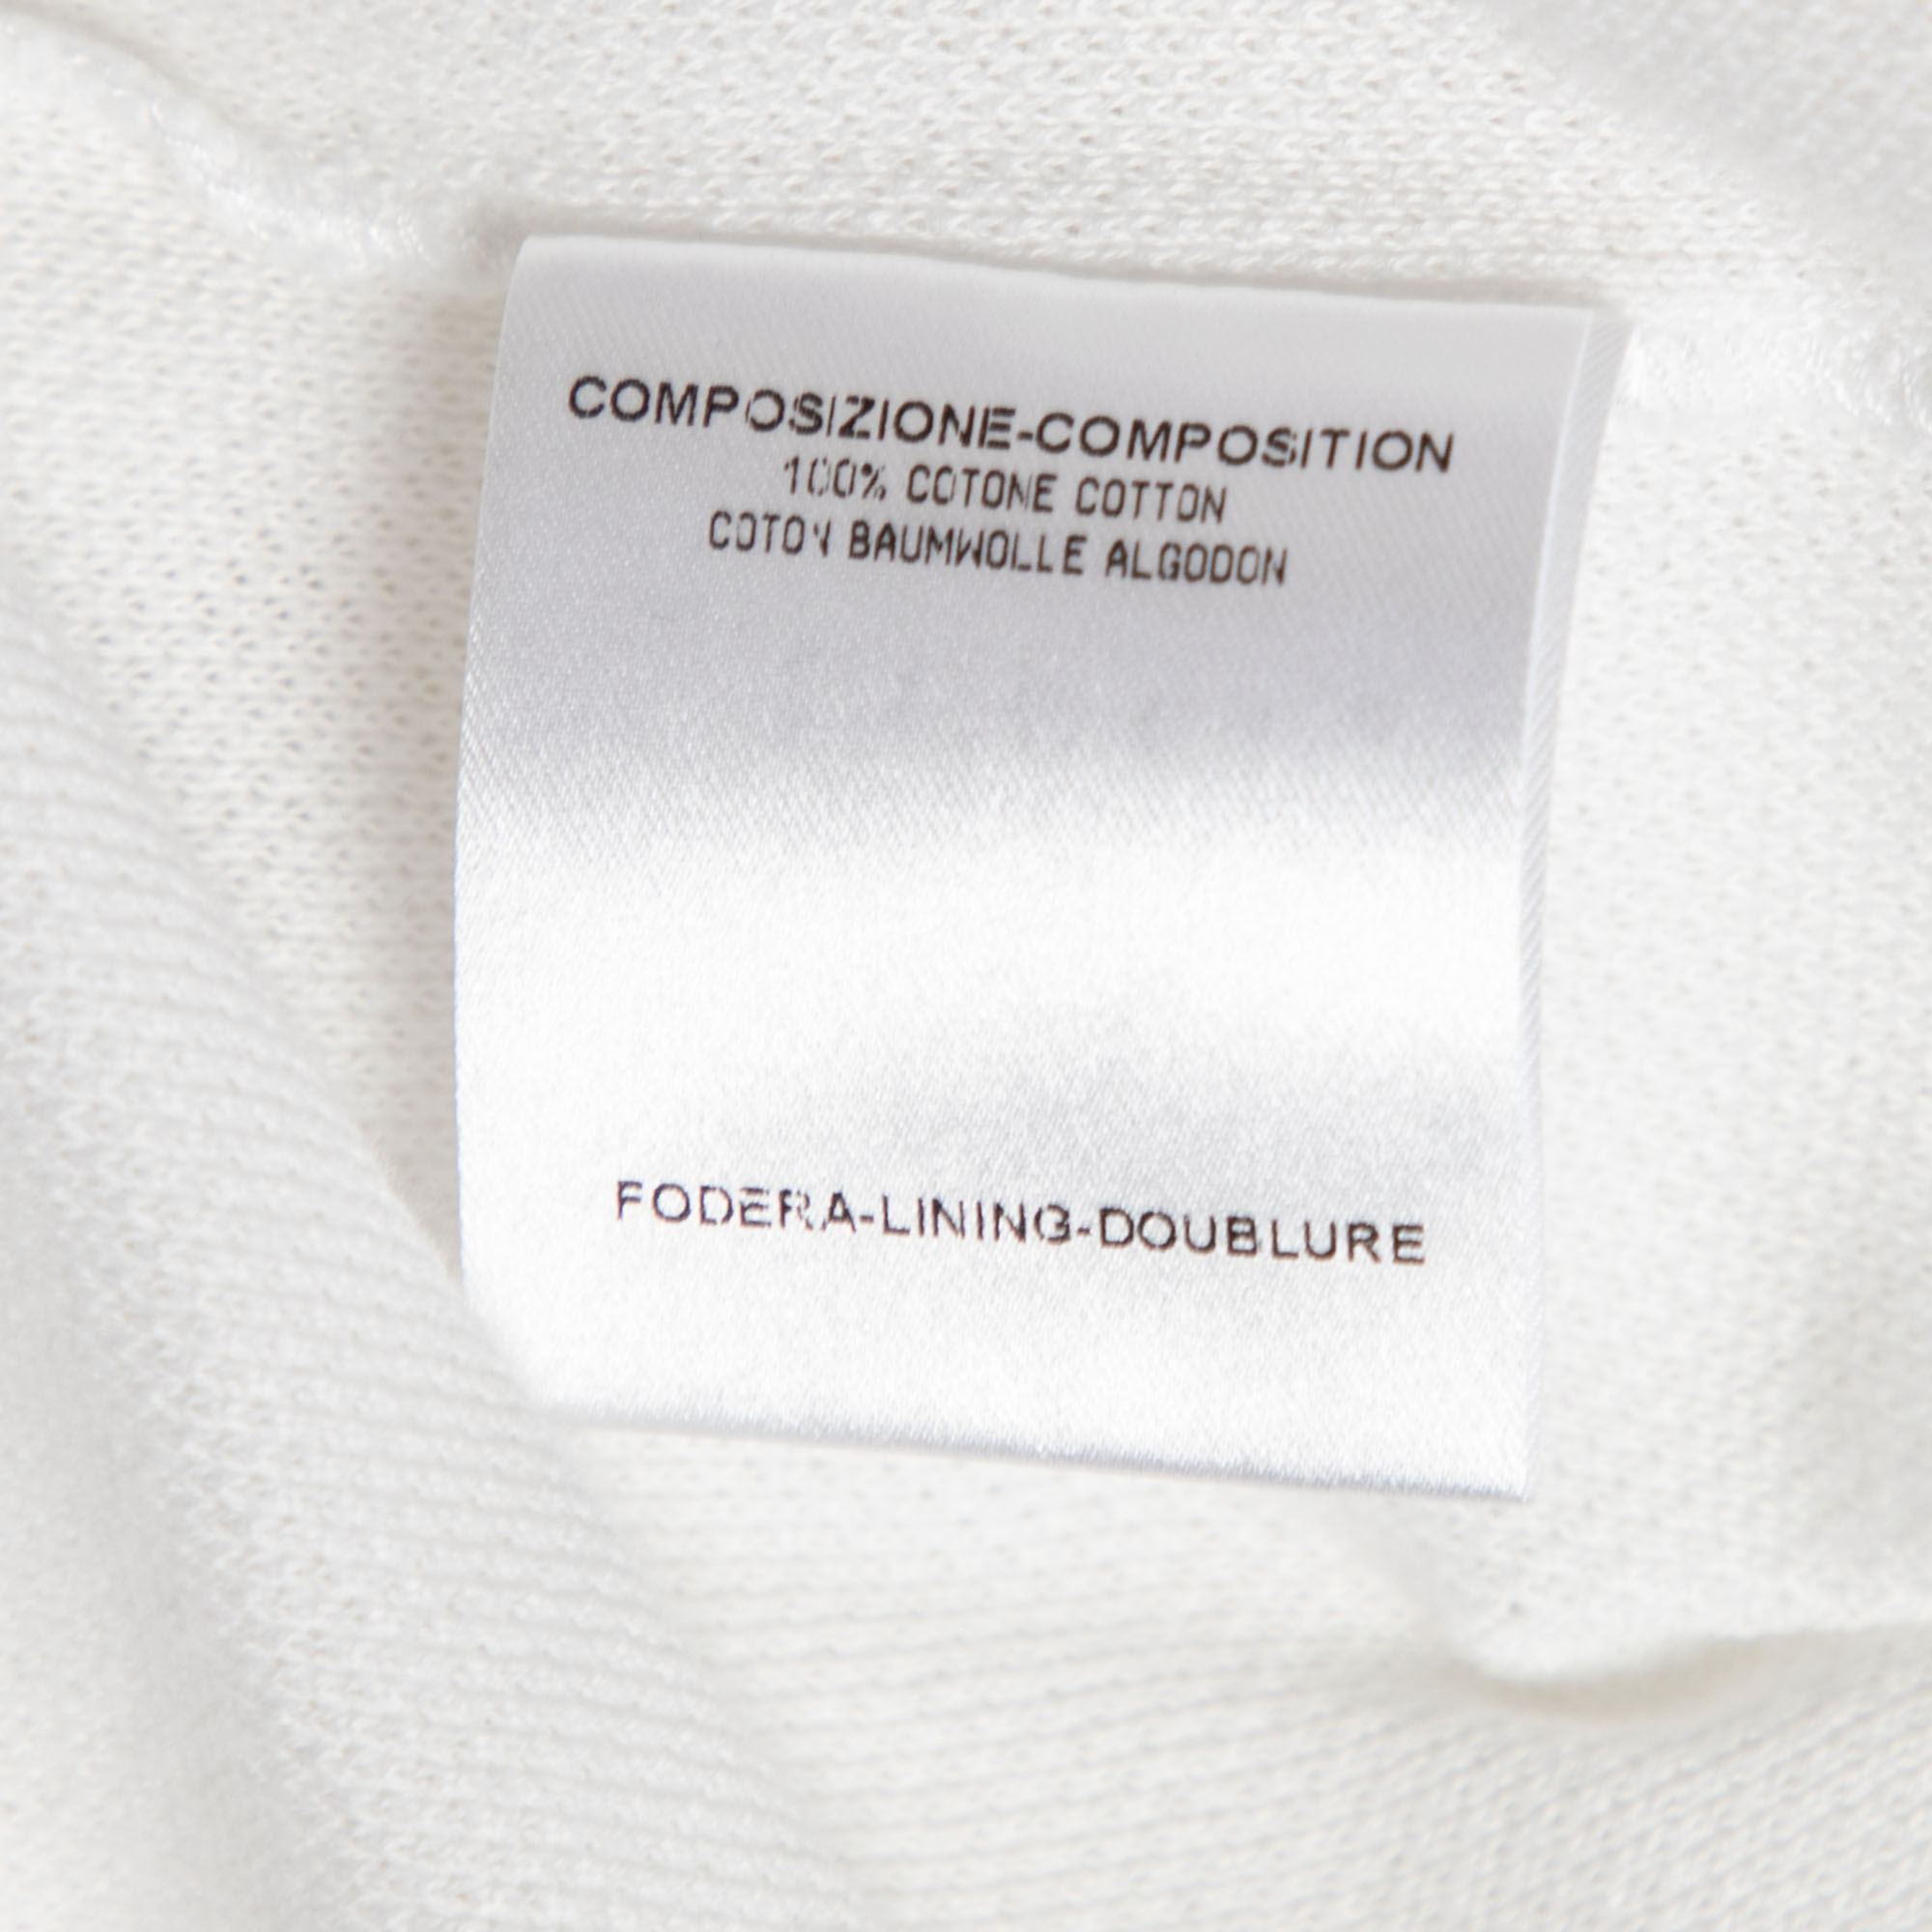 COMPOSIZIONE-COMPOSITION
100% COTONE COTTON
COTON BAUMWOLLE ALGODON
FODERA-LINING-DOUBLURE